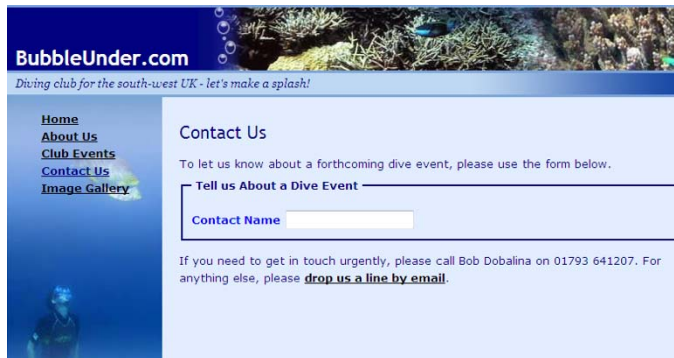 BubbleUnder.com
Diving club for the south-west UK - let's make a splash!
Home
About Us
Club Events
Contact Us
Image Gallery
Contact Us
To let us know about a forthcoming dive event, please use the form below.
Tell us About a Dive Event
Contact Name
If you need to get in touch urgently, please call Bob Dobalina on 01793 641207. For
anything else, please drop us a line by email.